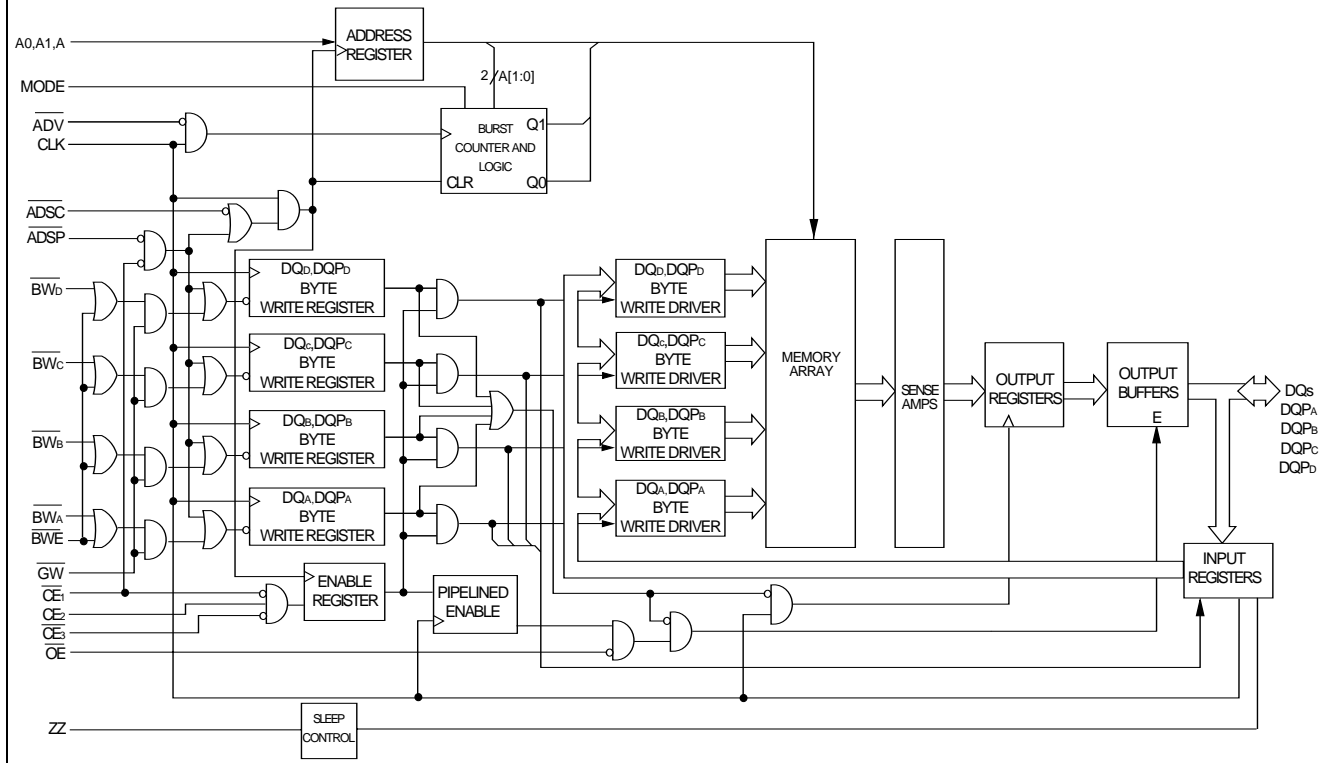 A0,A1,A
MODE
ADV
CLK
ADSC
ADSP
BWD
BWC
BWB
BWA
BWE
GW
CE1
CE2
CE3
OE
ZZ
ADDRESS
REGISTER
2
A[1:0]
BURST
COUNTER AND
LOGIC
CLR
Q1
Q0
DQD,DQPD
BYTE
WRITE REGISTER
DQC,DQPC
BYTE
WRITE REGISTER
DQB,DQPB
BYTE
WRITE REGISTER
DQA,DQPA
BYTE
WRITE REGISTER
ENABLE
REGISTER
PIPELINED
ENABLE
SLEEP
CONTROL
DQD,DQPD
BYTE
WRITE DRIVER
DQC,DQPC
BYTE
WRITE DRIVER
DQB,DQPB
BYTE
WRITE DRIVER
DQA,DQPA
BYTE
WRITE DRIVER
MEMORY
ARRAY
SENSE
AMPS
OUTPUT
REGISTERS
OUTPUT
BUFFERS
E
DQs
DQPA
DQPB
DQPC
DQPD
INPUT
REGISTERS